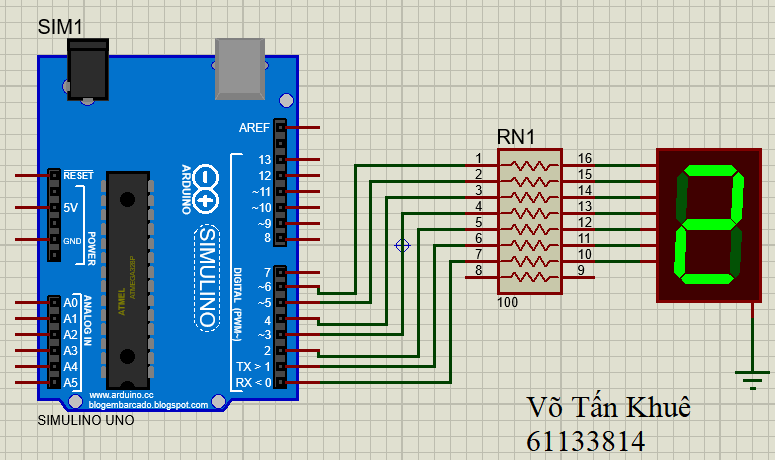 SIM1
AREF
13
12
~11
~10
~9
8
7
~6
~5
4
~3
2
TX > 1
RX < 0
DIGITAL (PWM~)
RESET
5V
GND
POWER
A0
A1
A2
A3
A4
A5
ANALOG IN
ARDUINO
SIMULINO
ATMEL
ATMEGA328P
www.arduino.cc
blogembarcado.blogspot.com
SIMULINO UNO
RN1
1 16
2 15
3 14
4 13
5 12
6 11
7 10
8 9
100
2
Võ Tấn Khuê
61133814